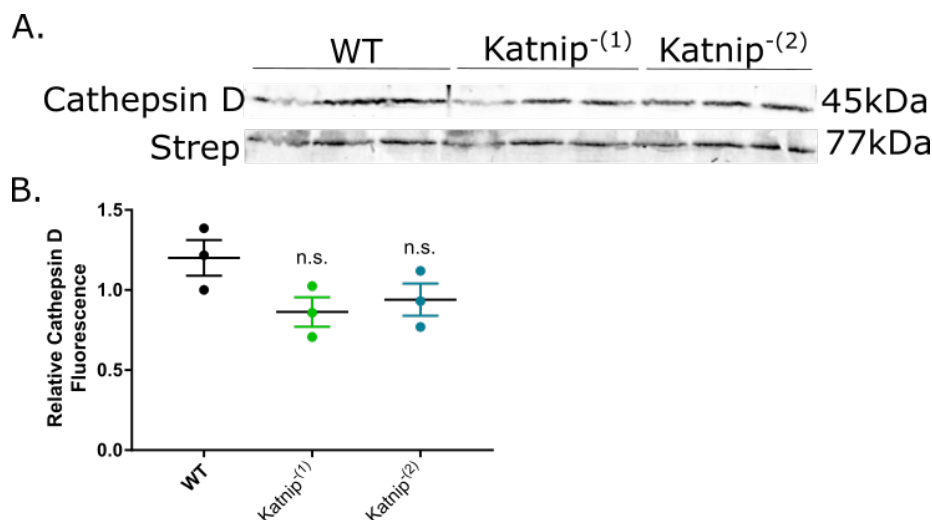 A.
WT Katnip-(1) Katnip-(2)
Cathepsin D 45kDa
Strep 77kDa
B.
Relative Cathepsin D
Fluorescence
1.5
1.0
0.5
0.0
n.s.
n.s.
WT
Katnip-(1)
Katnip-(2)